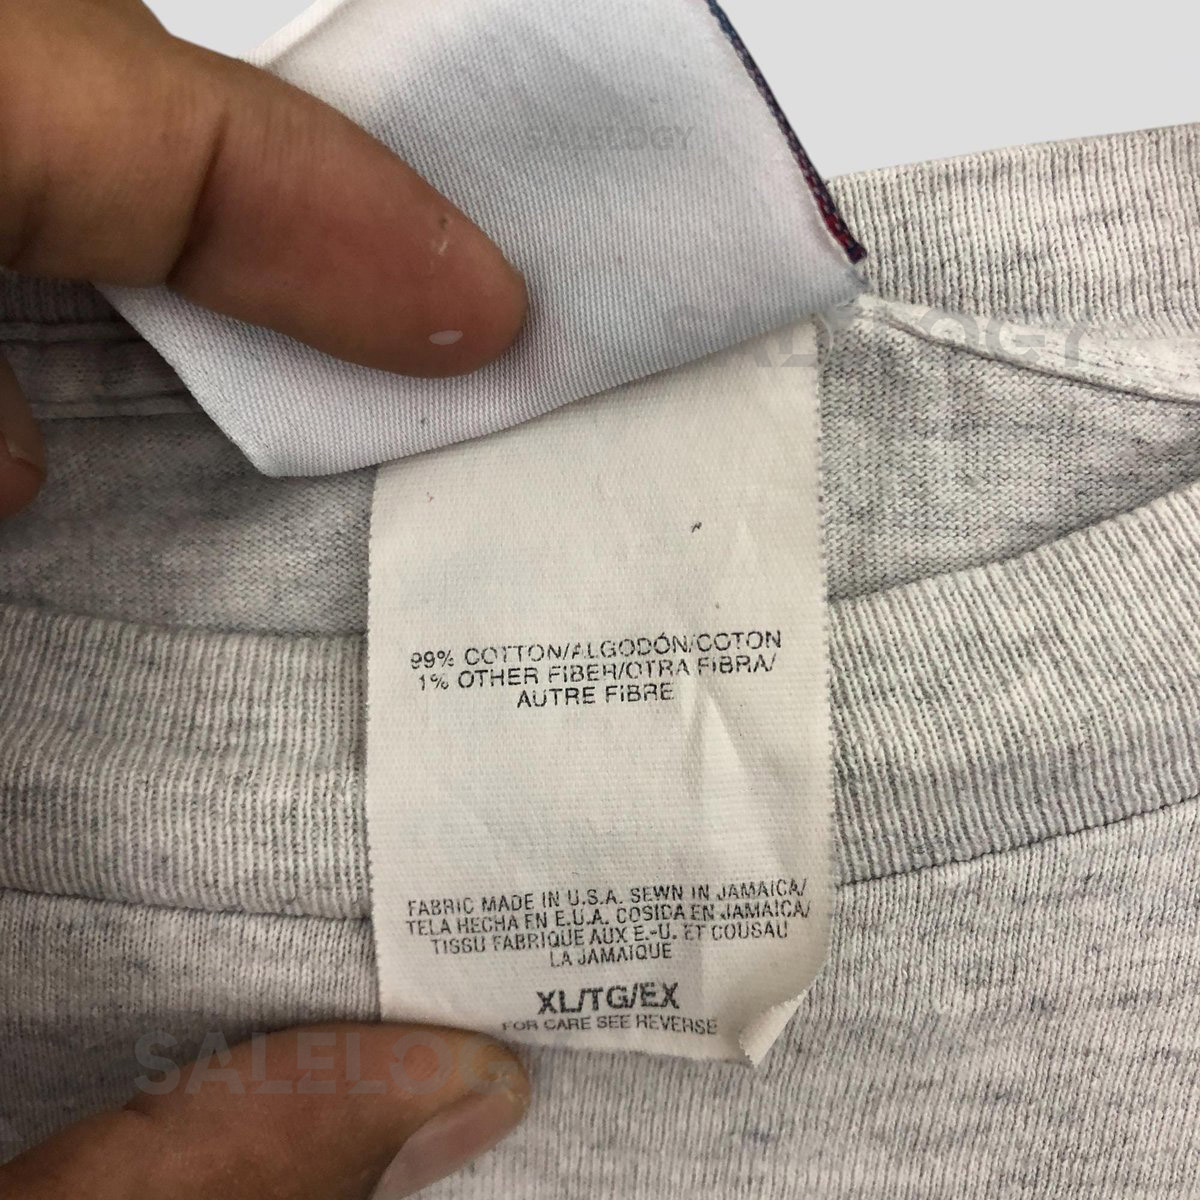 SALELOGY
SALELOGY
99% COTTON/ALGODÓN/COTON
1% OTHER FIBER/OTRA FIBRA/
AUTRE FIBRE
FABRIC MADE IN U.S.A. SEWN IN JAMAICA/
TELA HECHA EN E.U.A. COSIDA EN JAMAICA/
TISSU FABRIQUE AUX E.-U. ET COUSAU
LA JAMAIQUE
XL/TG/EX
FOR CARE SEE REVERSE
SALELOGY